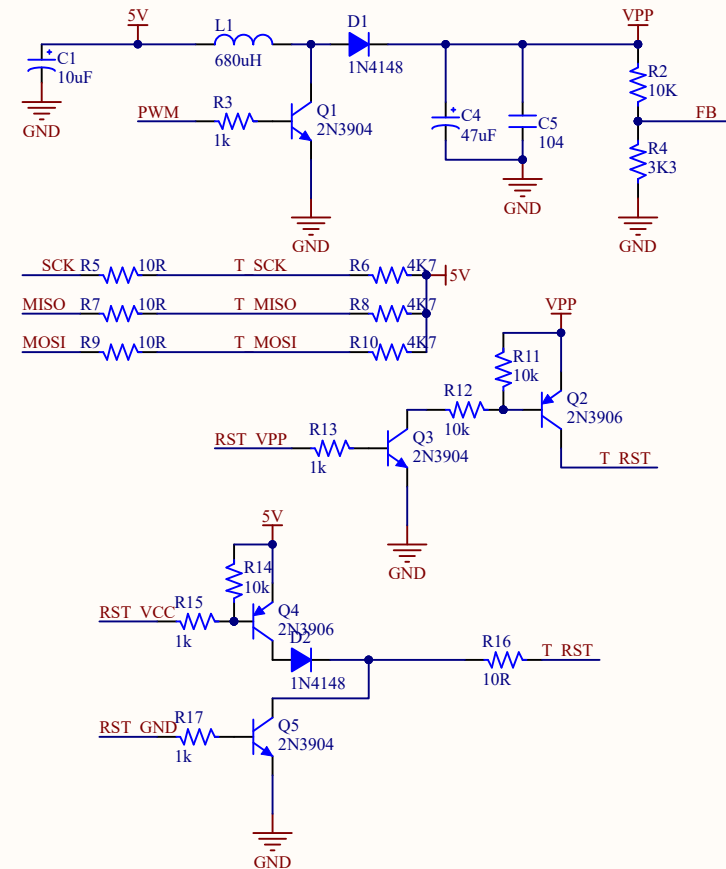 5V
L1
680uH
D1
1N4148
VPP
C1
10uF
GND
PWM
R3
1k
Q1
2N3904
GND
C4
47uF
C5
104
GND
R2
10K
FB
R4
3K3
GND
SCK R5 10R T_SCK R6 4K7
5V
MISO R7 10R T_MISO R8 4K7
MOSI R9 10R T_MOSI R10 4K7
VPP
R11
10k
R12
10k
Q2
2N3906
T_RST
RST_VPP
R13
1k
Q3
2N3904
GND
5V
R14
10k
RST_VCC
R15
1k
Q4
2N3906
D2
1N4148
R16
10R
T_RST
RST_GND
R17
1k
Q5
2N3904
GND